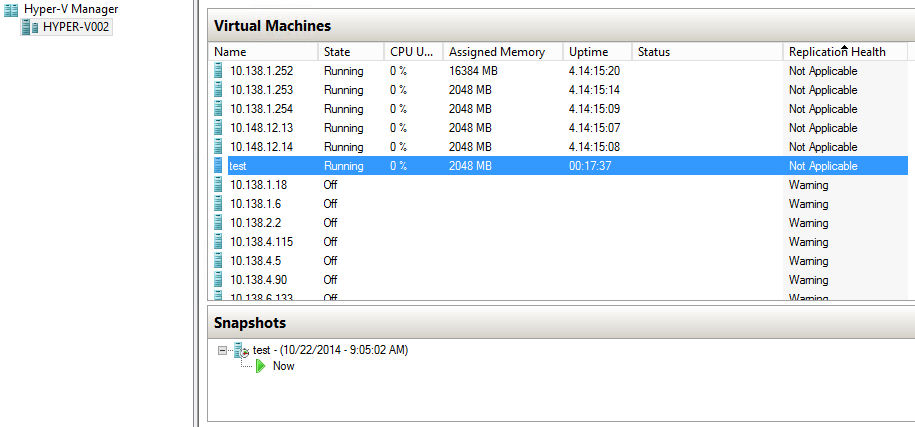 Hyper-V Manager
HYPER-V002
Virtual Machines
Name State CPU U... Assigned Memory Uptime Status Replication Health
10.138.1.252 Running 0 % 16384 MB 4.14:15:20 Not Applicable
10.138.1.253 Running 0 % 2048 MB 4.14:15:14 Not Applicable
10.138.1.254 Running 0 % 2048 MB 4.14:15:09 Not Applicable
10.148.12.13 Running 0 % 2048 MB 4.14:15:07 Not Applicable
10.148.12.14 Running 0 % 2048 MB 4.14:15:08 Not Applicable
test Running 0 % 2048 MB 00:17:37 Not Applicable
10.138.1.18 Off Warning
10.138.1.6 Off Warning
10.138.2.2 Off Warning
10.138.4.115 Off Warning
10.138.4.5 Off Warning
10.138.4.90 Off Warning
10.138.6.133 Off Warning
Snapshots
test - (10/22/2014 - 9:05:02 AM)
Now